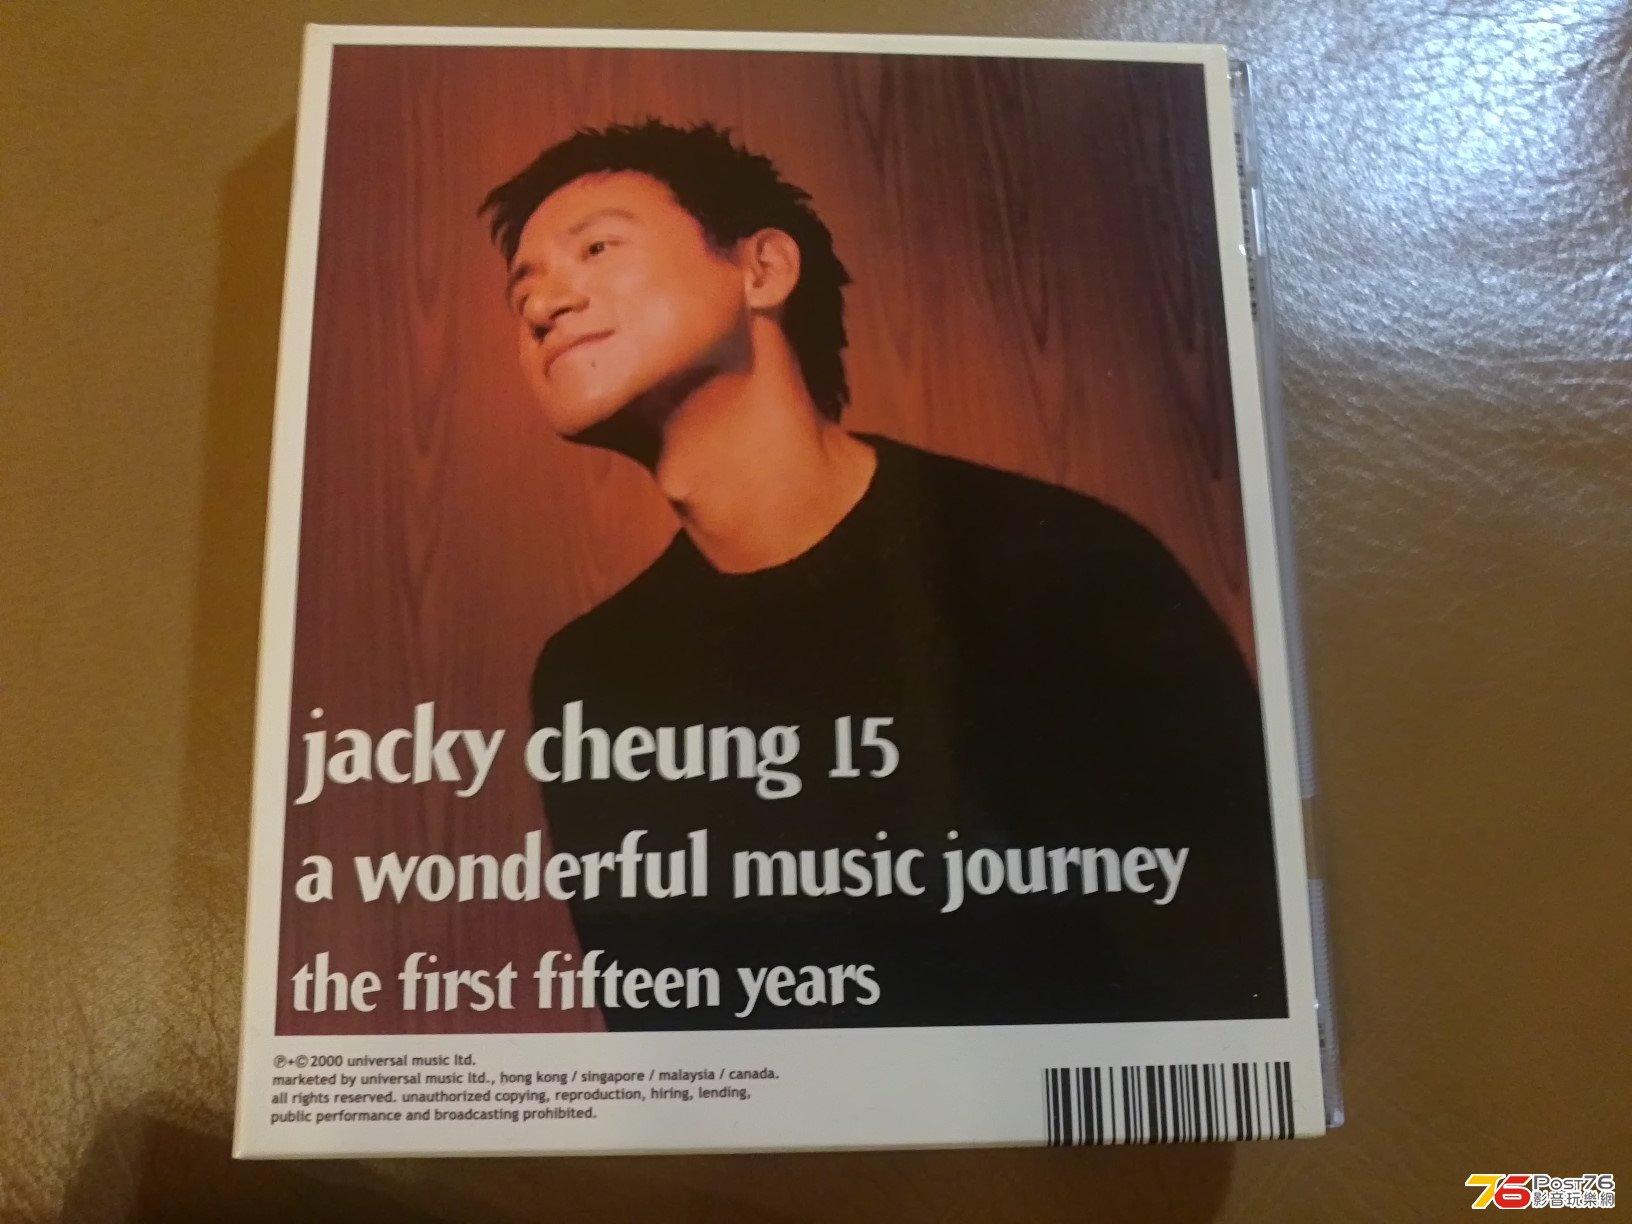 jacky cheung 15
a wonderful music journey
the first fifteen years
℗+©2000 universal music ltd.
marketed by universal music ltd., hong kong / singapore / malaysia / canada.
all rights reserved. unauthorized copying, reproduction, hiring, lending,
public performance and broadcasting prohibited.
76 Post76
影音玩樂網